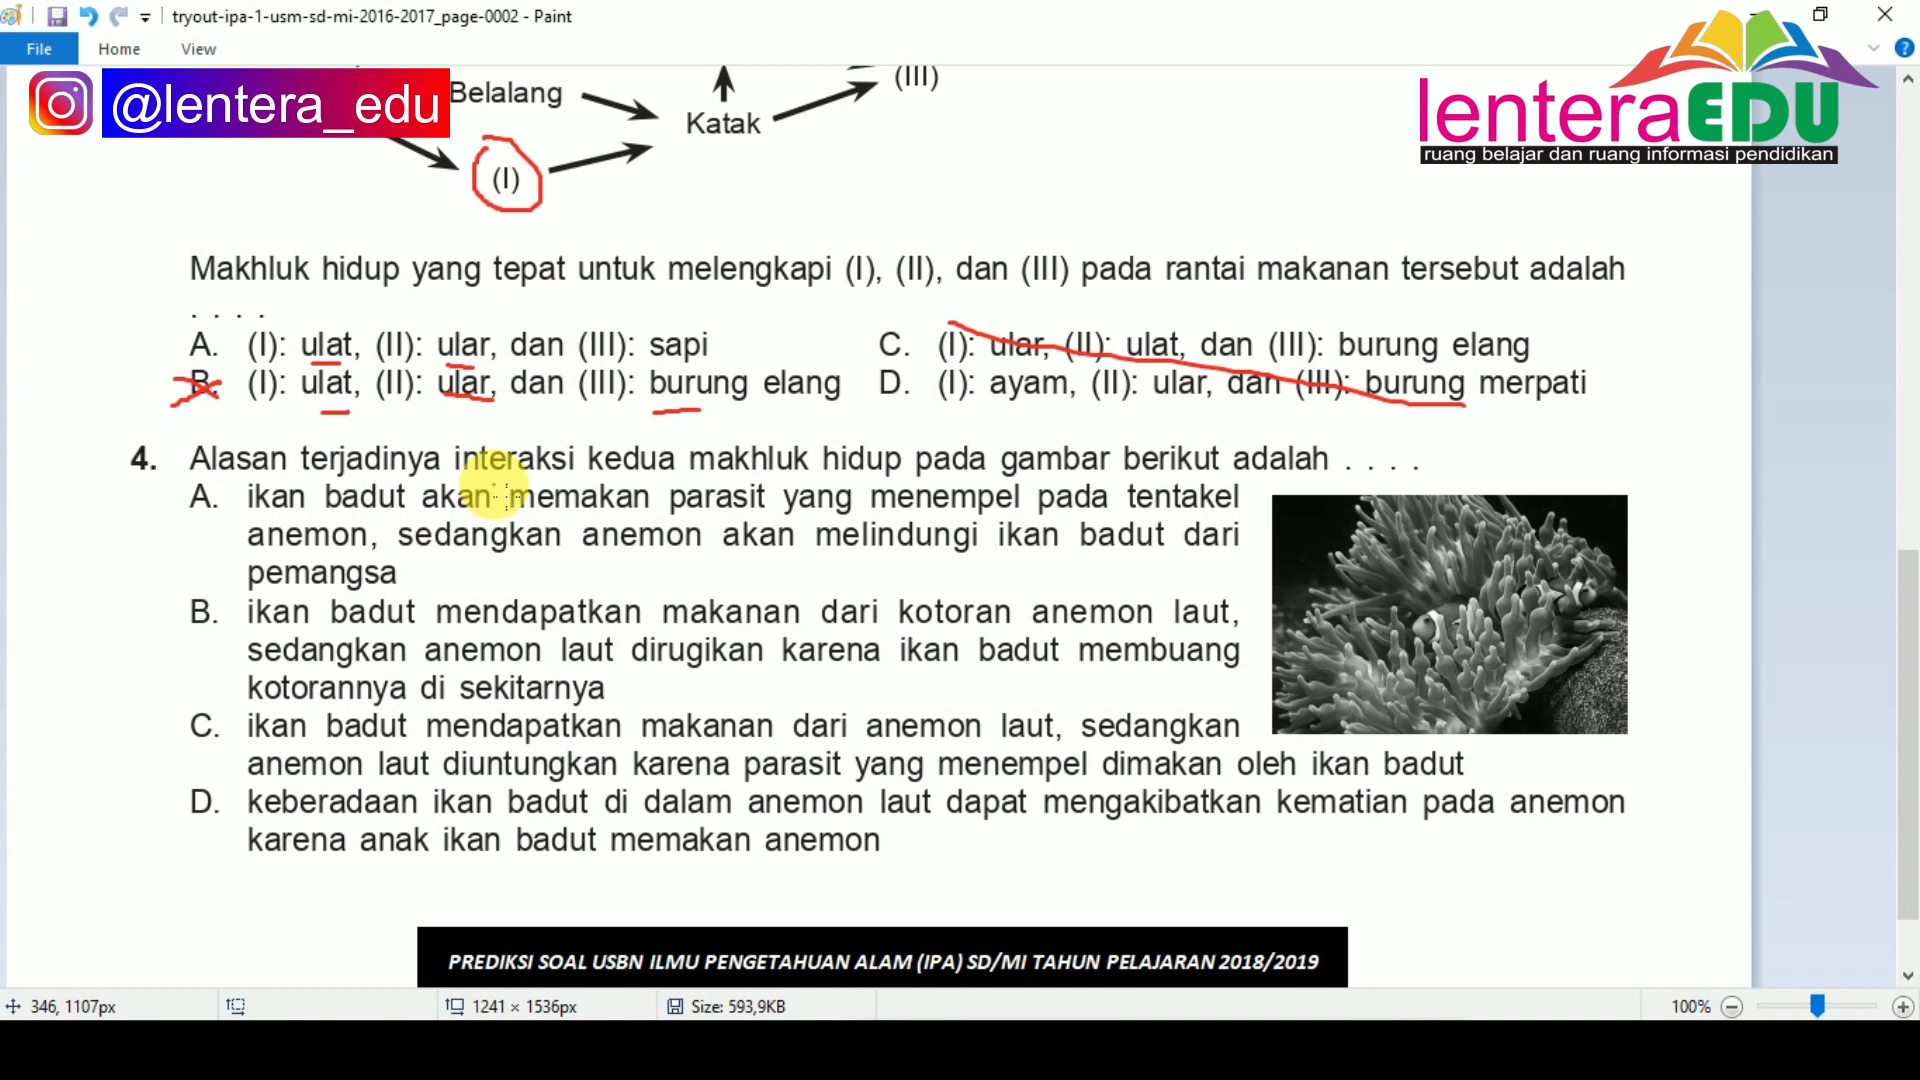 tryout-ipa-1-usm-sd-mi-2016-2017_page-0002 - Paint
File Home View
@lentera_edu
lenteraEDU
ruang belajar dan ruang informasi pendidikan
Belalang
(III)
Katak
(I)
Makhluk hidup yang tepat untuk melengkapi (I), (II), dan (III) pada rantai makanan tersebut adalah
. . . .
A. (I): ulat, (II): ular, dan (III): sapi
C. (I): ular, (II): ulat, dan (III): burung elang
B. (I): ulat, (II): ular, dan (III): burung elang
D. (I): ayam, (II): ular, dan (III): burung merpati
4. Alasan terjadinya interaksi kedua makhluk hidup pada gambar berikut adalah . . . .
A. ikan badut akan memakan parasit yang menempel pada tentakel
anemon, sedangkan anemon akan melindungi ikan badut dari
pemangsa
B. ikan badut mendapatkan makanan dari kotoran anemon laut,
sedangkan anemon laut dirugikan karena ikan badut membuang
kotorannya di sekitarnya
C. ikan badut mendapatkan makanan dari anemon laut, sedangkan
anemon laut diuntungkan karena parasit yang menempel dimakan oleh ikan badut
D. keberadaan ikan badut di dalam anemon laut dapat mengakibatkan kematian pada anemon
karena anak ikan badut memakan anemon
PREDIKSI SOAL USBN ILMU PENGETAHUAN ALAM (IPA) SD/MI TAHUN PELAJARAN 2018/2019
346, 1107px
1241 × 1536px
Size: 593,9KB
100%